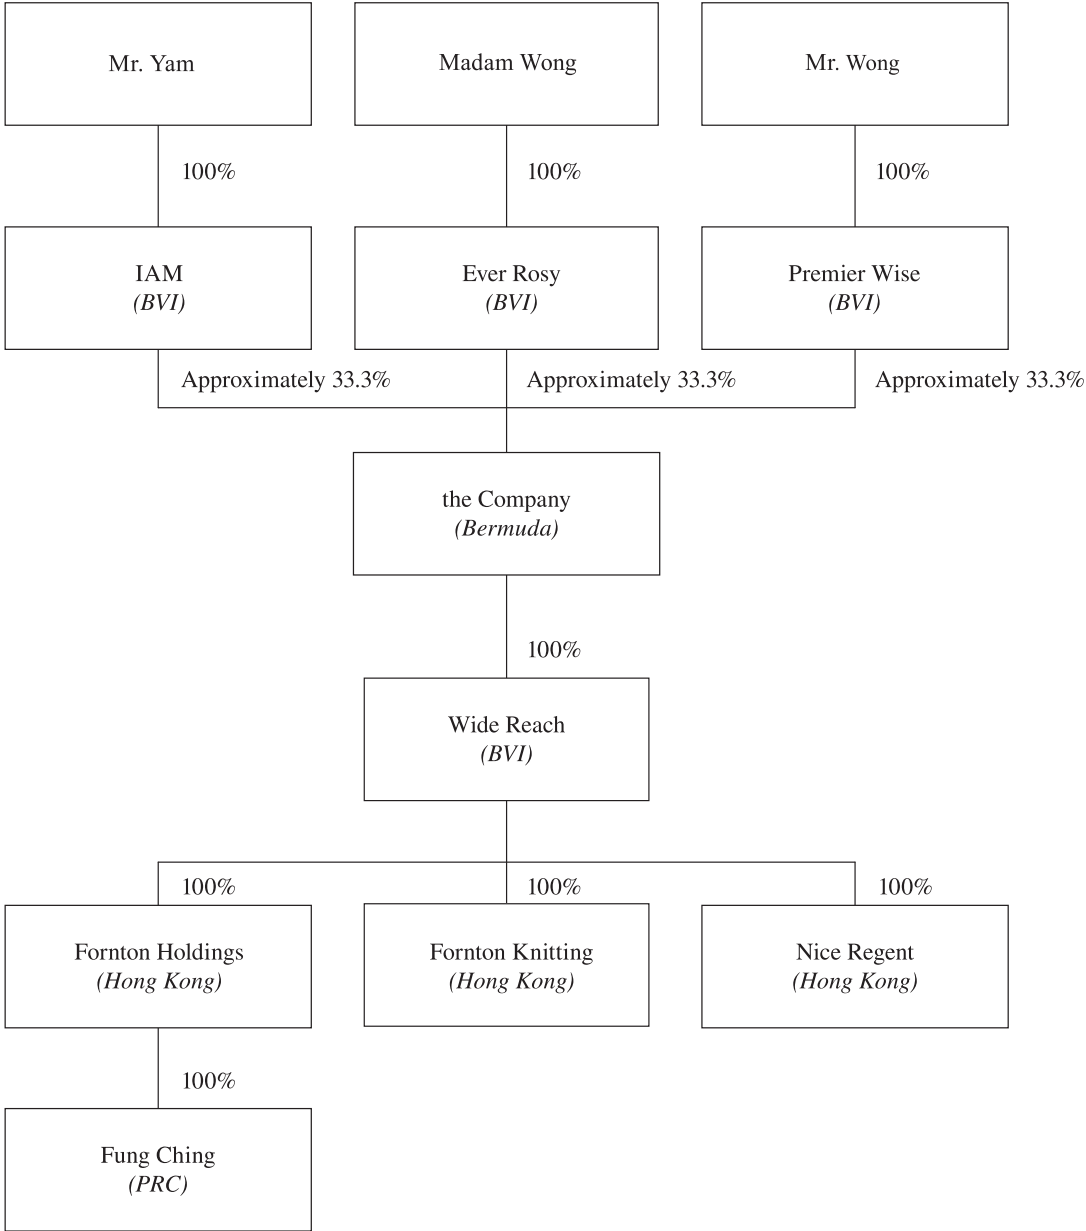 Mr. Yam
Madam Wong
Mr. Wong
100%
100%
100%
IAM
(BVI)
Ever Rosy
(BVI)
Premier Wise
(BVI)
Approximately 33.3%
Approximately 33.3%
Approximately 33.3%
the Company
(Bermuda)
100%
Wide Reach
(BVI)
100%
100%
100%
Fornton Holdings
(Hong Kong)
Fornton Knitting
(Hong Kong)
Nice Regent
(Hong Kong)
100%
Fung Ching
(PRC)